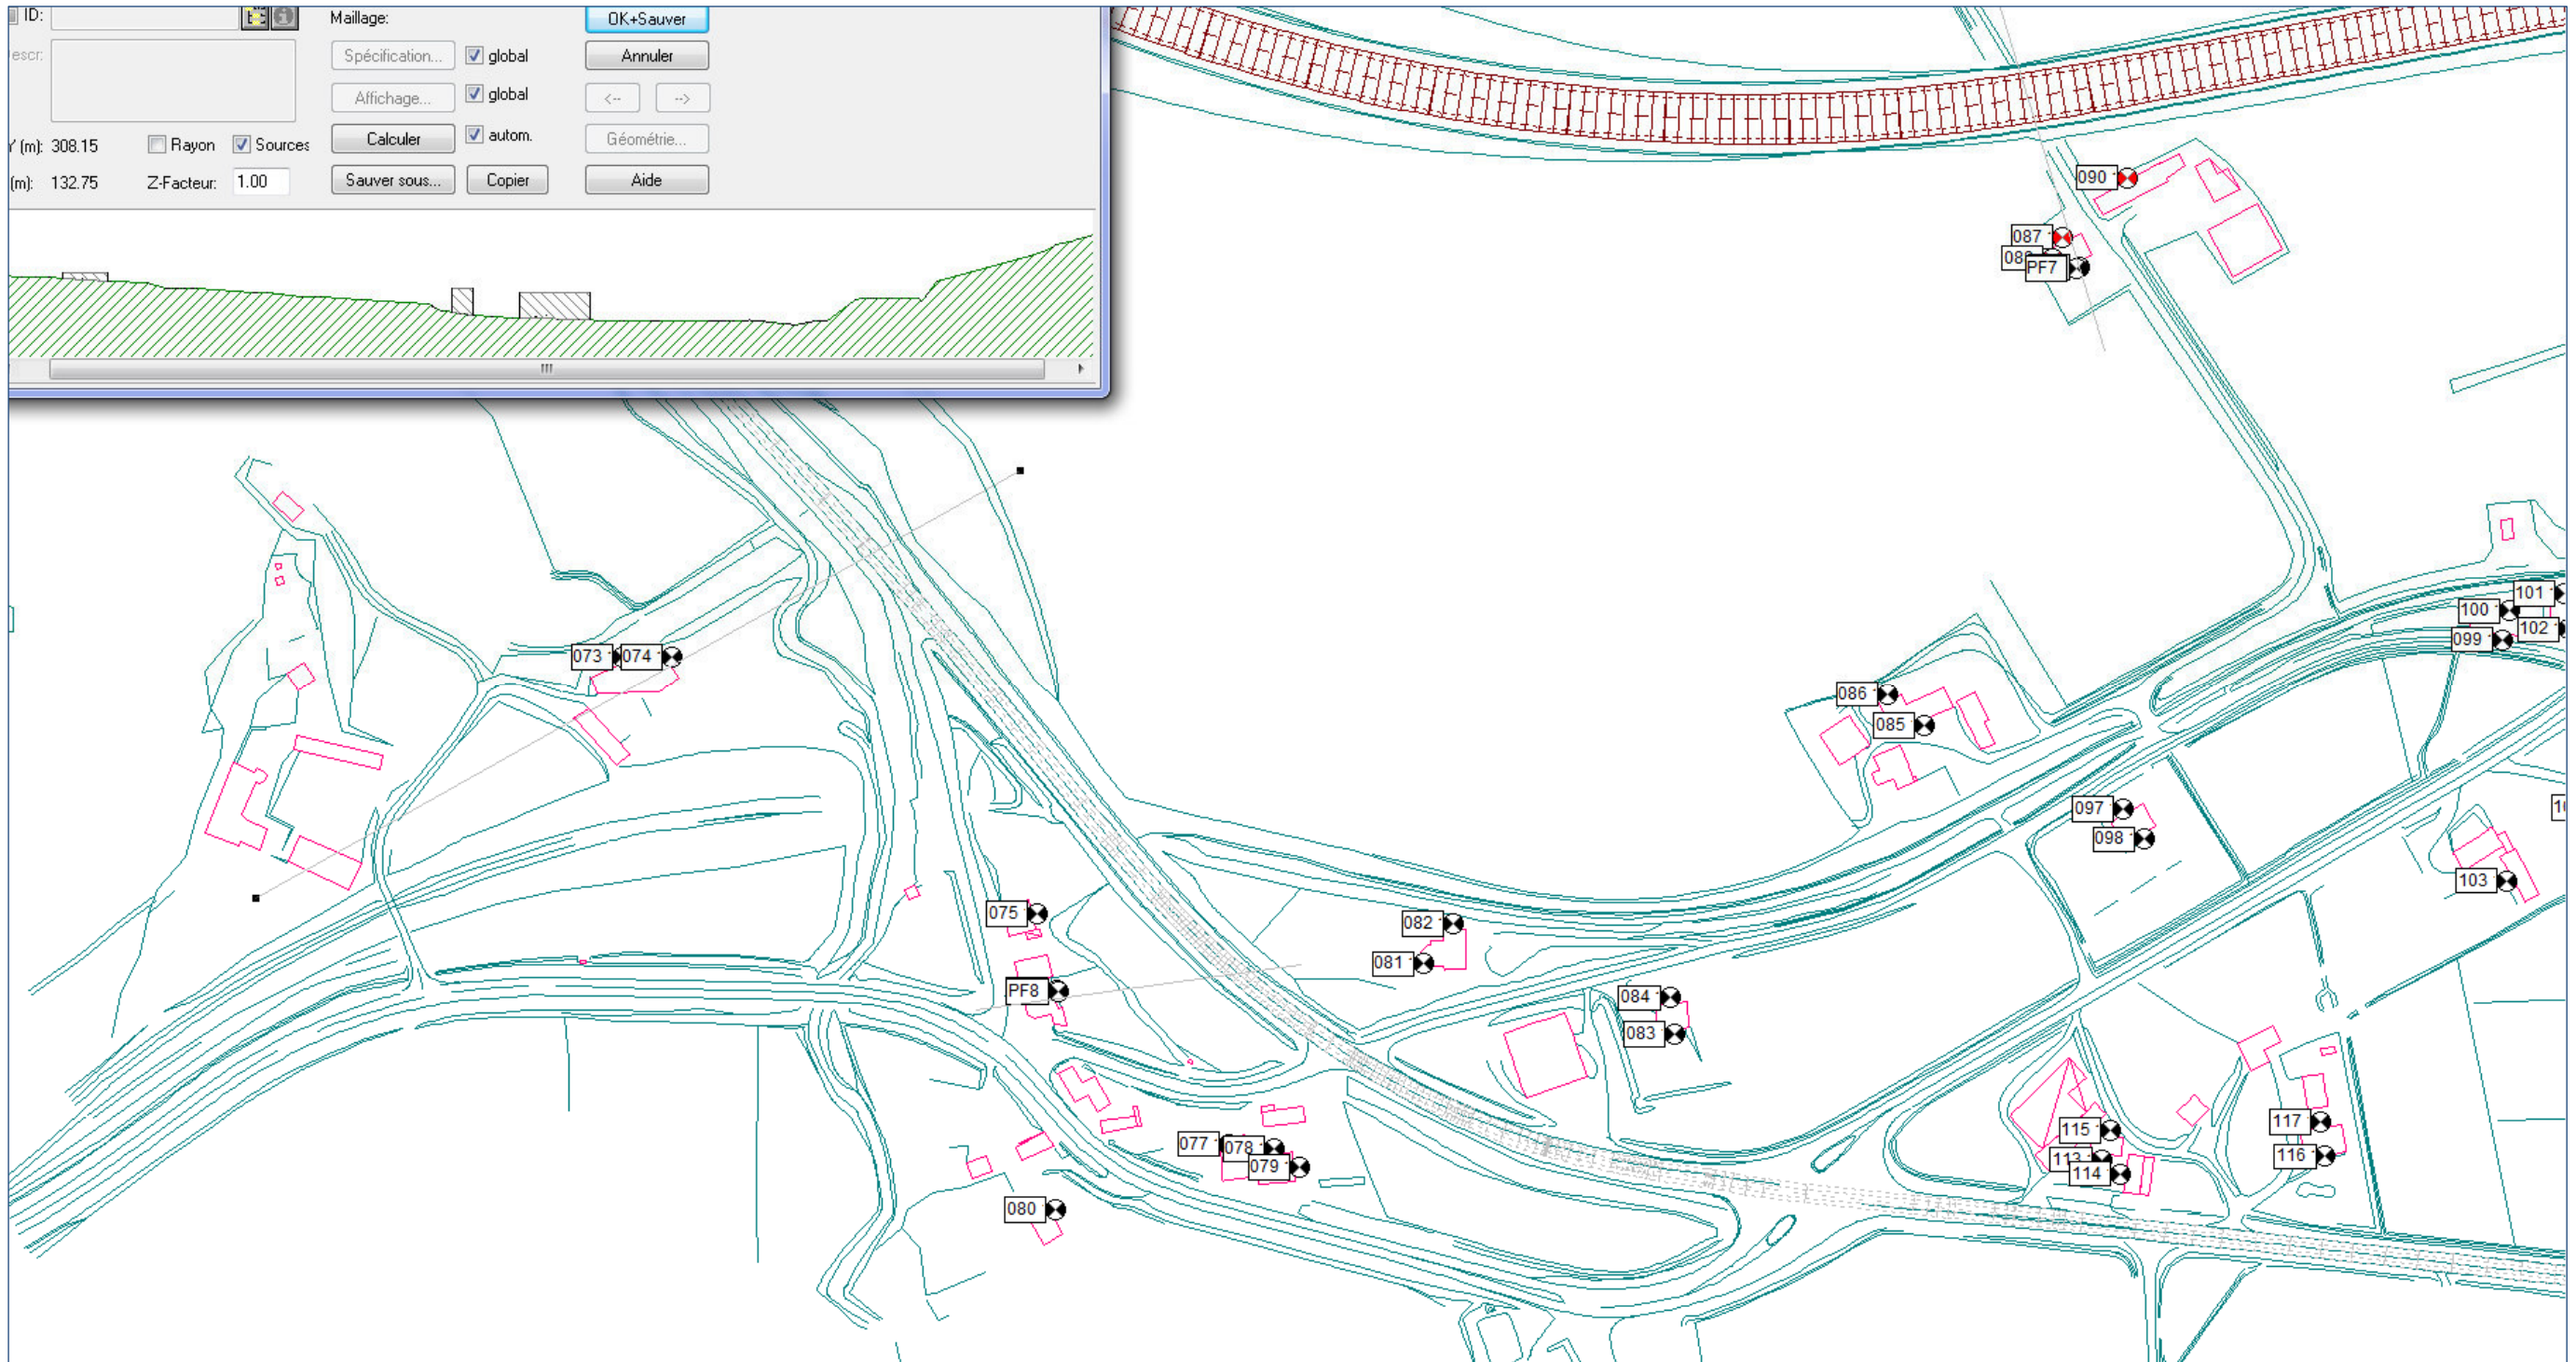 ID:
Maillage:
OK+Sauver
Spécification...
global
Annuler
Affichage...
global
<--
-->
(m): 308.15
Rayon
Sources
Calculer
autom.
Géométrie...
(m): 132.75
Z-Facteur:
1.00
Sauver sous...
Copier
Aide
090
087
PF7
101
100
102
099
073
074
086
085
097
098
103
075
082
081
PF8
084
083
115
117
077
078
079
113
116
114
080